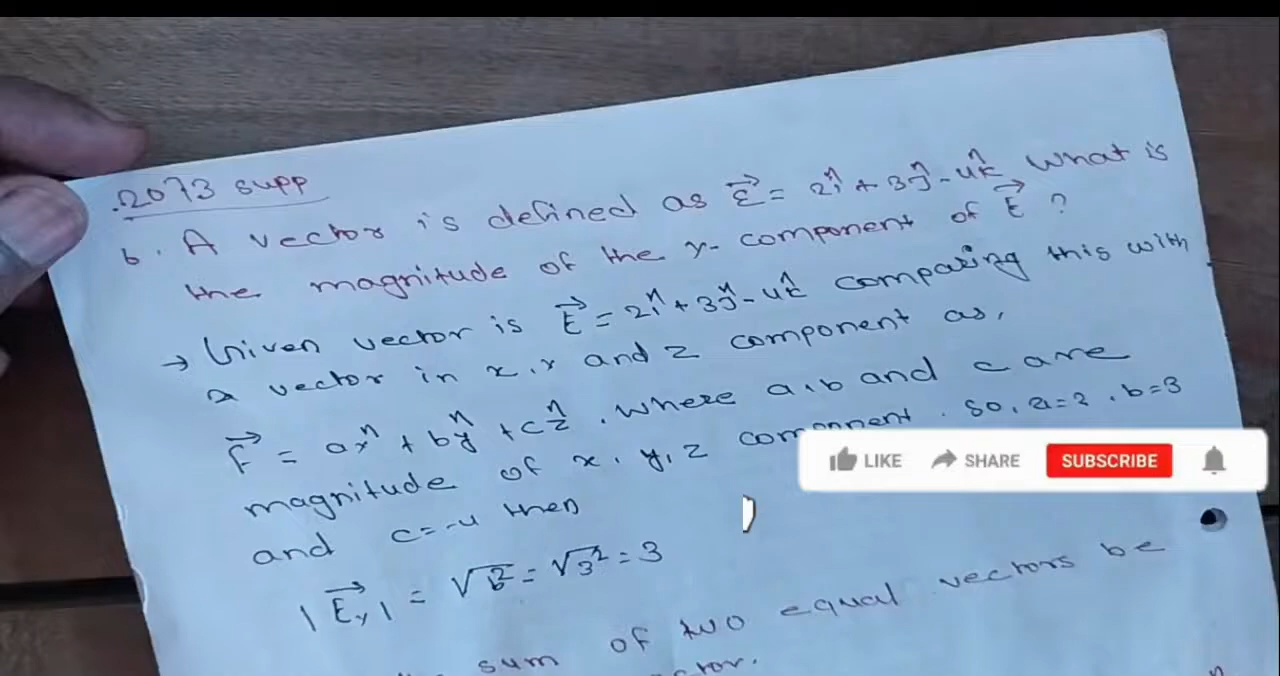 .2073 supp
6. A vector is defined as E = 2î + 3ĵ - 4k̂ What is
the magnitude of the y-component of E ?
→ Given vector is E = 2î + 3ĵ - 4k̂ comparing this with
a vector in x, y and z component as,
F = ax̂ + bŷ + cẑ . Where a, b and c are
magnitude of x, y, z component. So, a=2, b=3
and c=-4 then
|Ey| = √b² = √3² = 3
LIKE SHARE SUBSCRIBE
sum of two equal vectors be